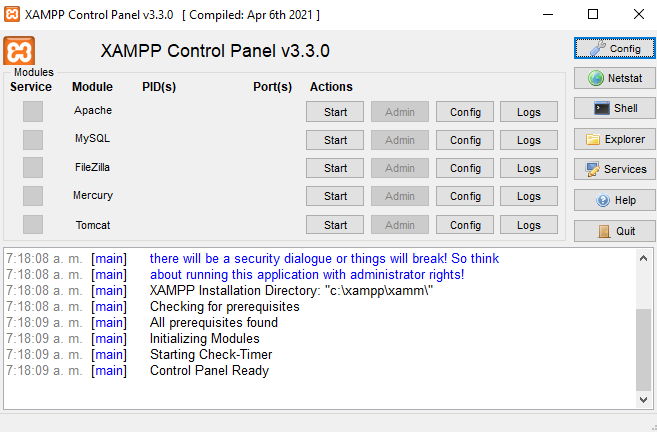 XAMPP Control Panel v3.3.0 [ Compiled: Apr 6th 2021 ]
XAMPP Control Panel v3.3.0
Config
Netstat
Shell
Explorer
Services
Help
Quit
Modules
Service Module PID(s) Port(s) Actions
Apache Start Admin Config Logs
MySQL Start Admin Config Logs
FileZilla Start Admin Config Logs
Mercury Start Admin Config Logs
Tomcat Start Admin Config Logs
7:18:08 a. m. [main] there will be a security dialogue or things will break! So think
7:18:08 a. m. [main] about running this application with administrator rights!
7:18:08 a. m. [main] XAMPP Installation Directory: "c:\xampp\xamm\"
7:18:08 a. m. [main] Checking for prerequisites
7:18:09 a. m. [main] All prerequisites found
7:18:09 a. m. [main] Initializing Modules
7:18:09 a. m. [main] Starting Check-Timer
7:18:09 a. m. [main] Control Panel Ready